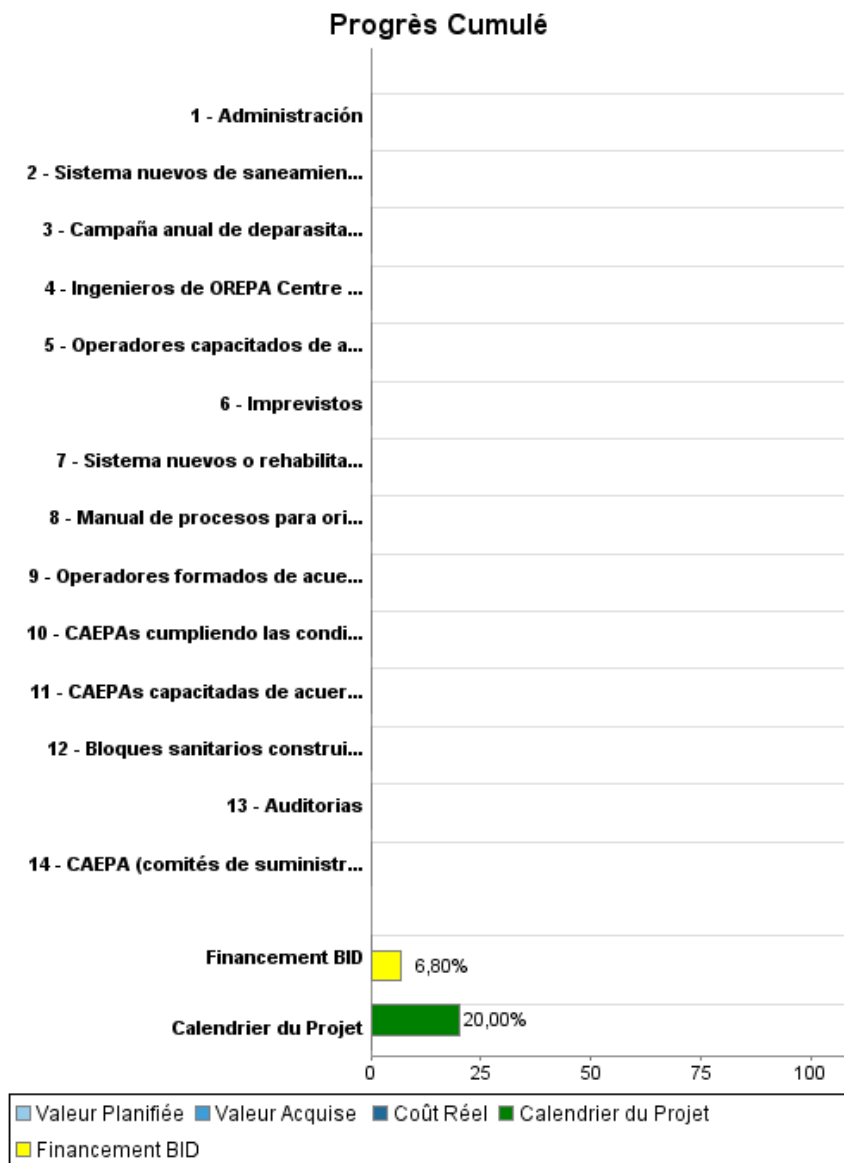 Progrès Cumulé
1 - Administración
2 - Sistema nuevos de saneamien...
3 - Campaña anual de deparasita...
4 - Ingenieros de OREPA Centre ...
5 - Operadores capacitados de a...
6 - Imprevistos
7 - Sistema nuevos o rehabilita...
8 - Manual de procesos para ori...
9 - Operadores formados de acue...
10 - CAEPAs cumpliendo las condi...
11 - CAEPAs capacitadas de acuer...
12 - Bloques sanitarios construi...
13 - Auditorias
14 - CAEPA (comités de suministr...
Financement BID 6,80%
Calendrier du Projet 20,00%
0 25 50 75 100
Valeur Planifiée Valeur Acquise Coût Réel Calendrier du Projet
Financement BID